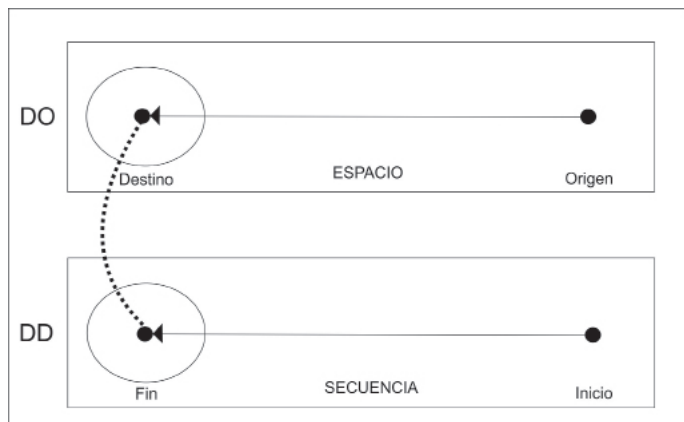 DO
Destino
ESPACIO
Origen
DD
Fin
SECUENCIA
Inicio